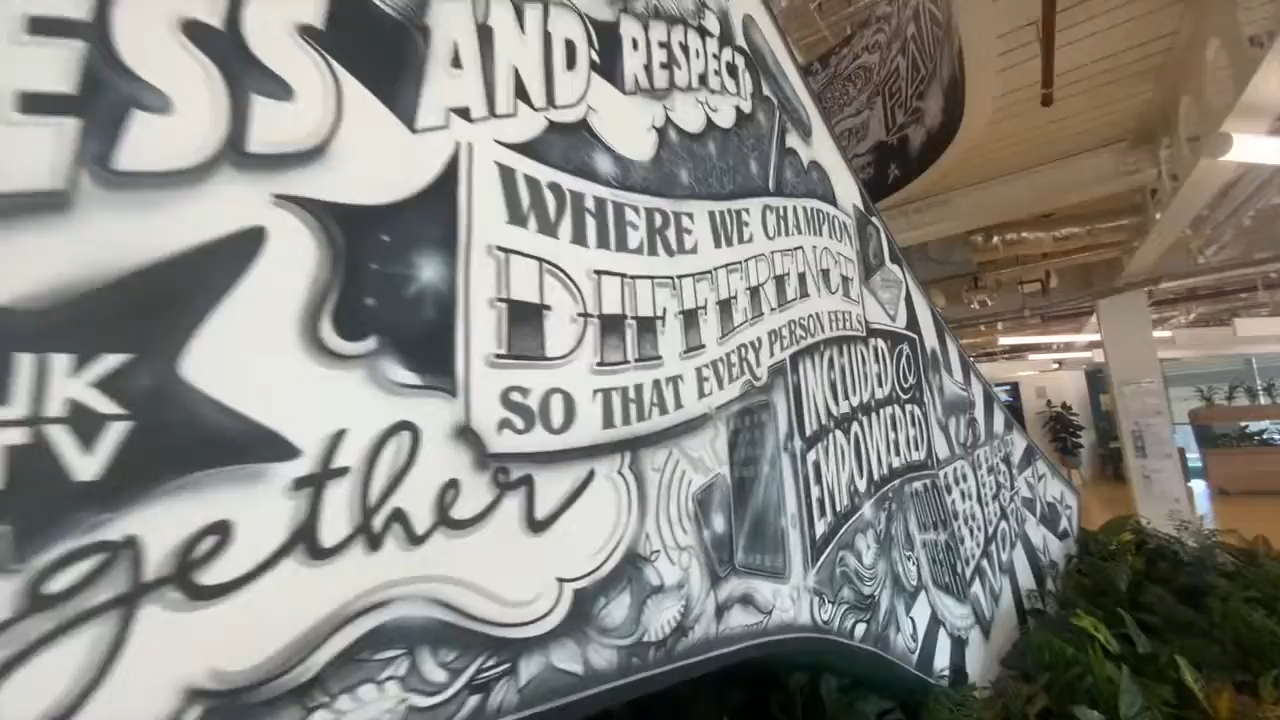 ESS AND RESPECT
WHERE WE CHAMPION
DIFFERENCE
SO THAT EVERY PERSON FEELS
INCLUDED @
EMPOWERED
UK
TV
gether